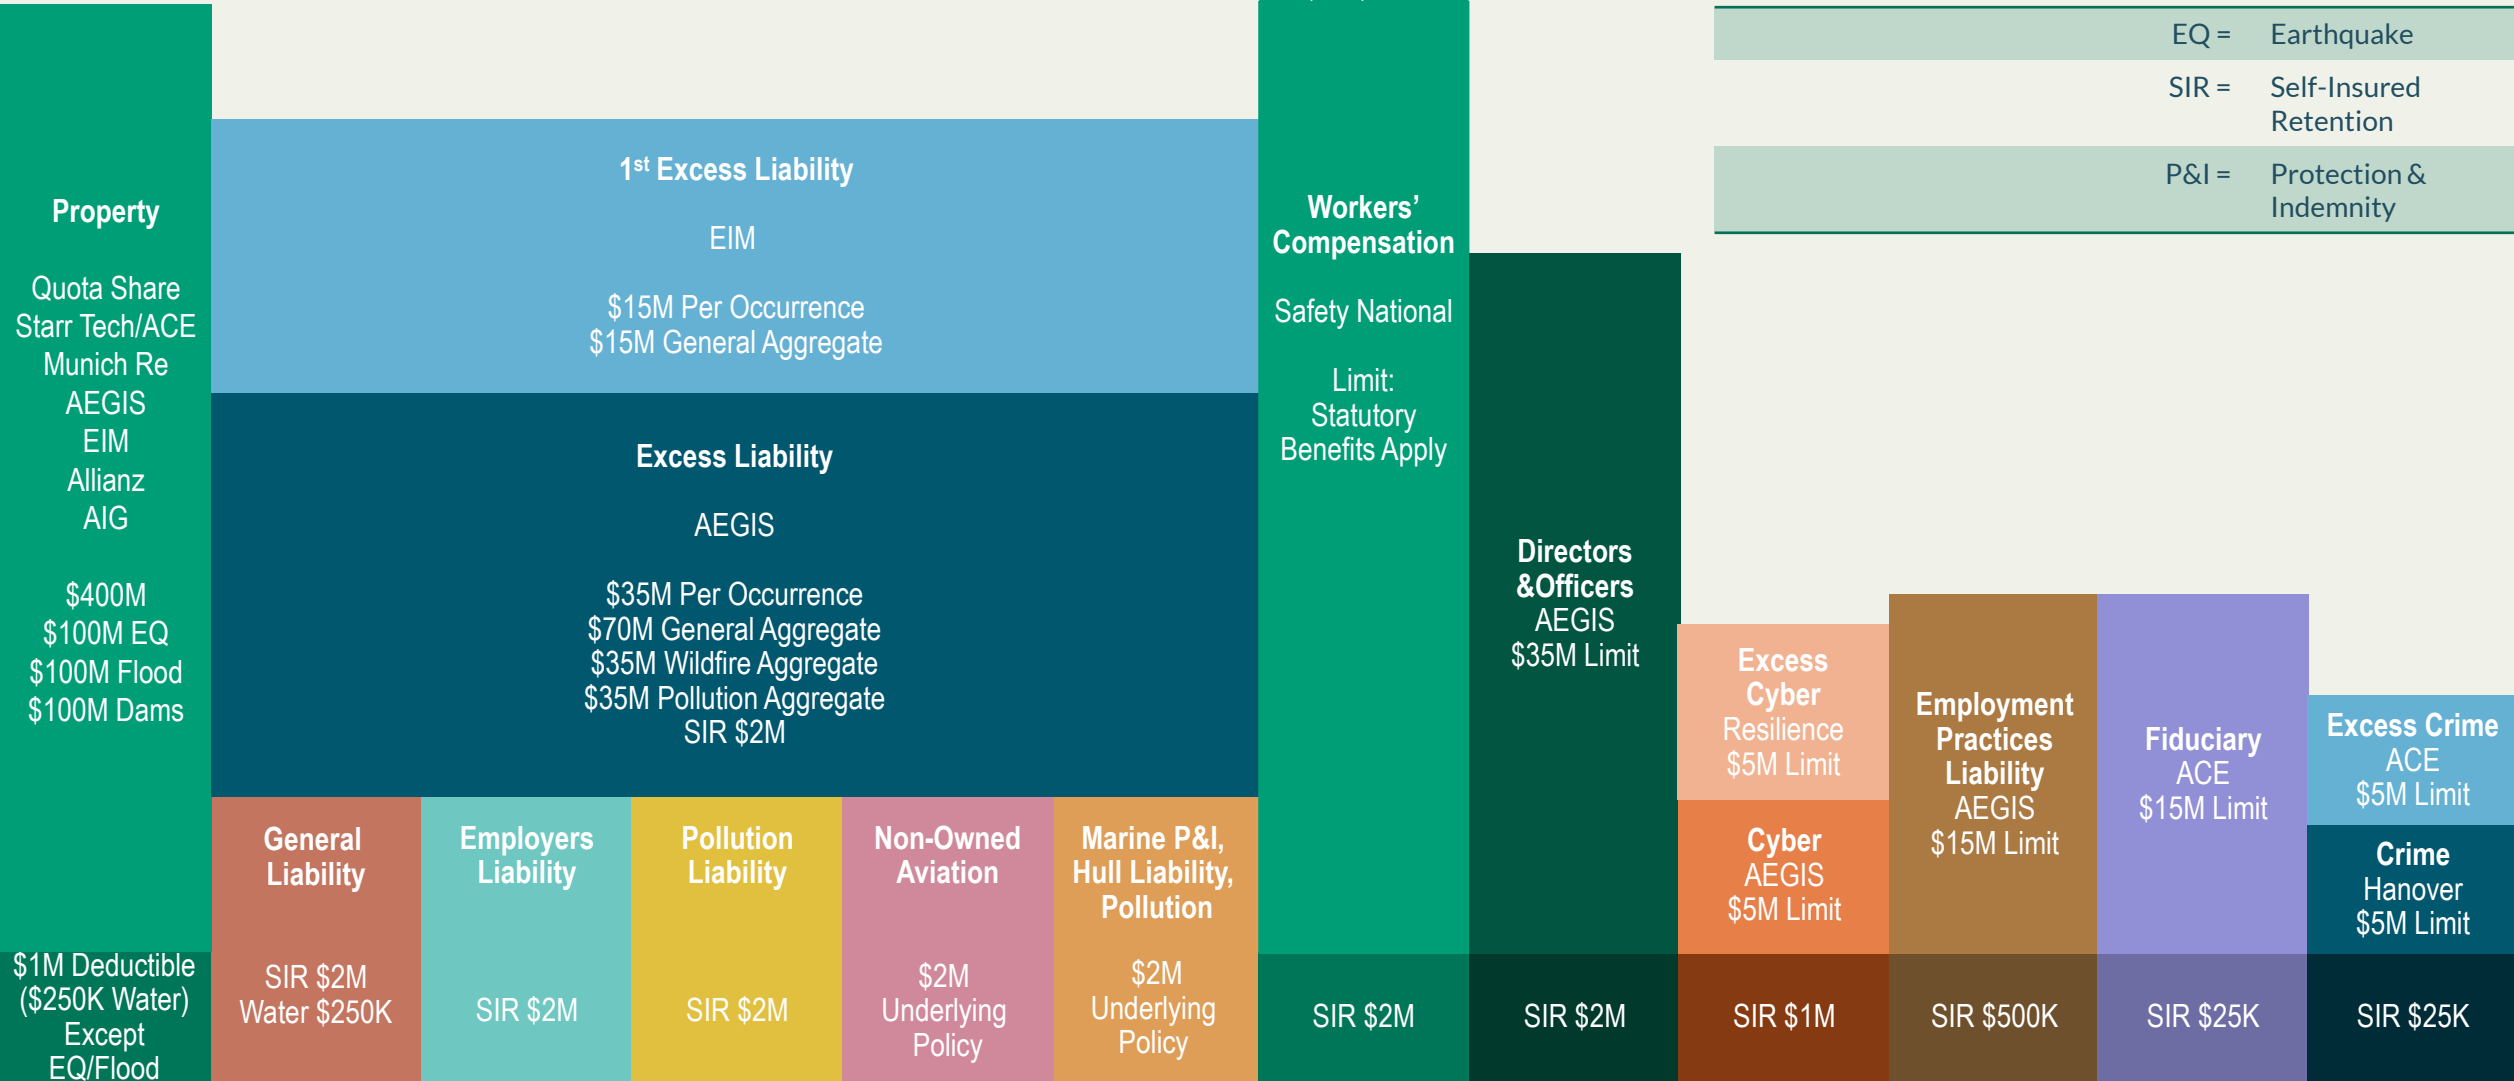 EQ = Earthquake
SIR = Self-Insured
Retention
P&I = Protection &
Indemnity
Property
Quota Share
Starr Tech/ACE
Munich Re
AEGIS
EIM
Allianz
AIG
$400M
$100M EQ
$100M Flood
$100M Dams
$1M Deductible
($250K Water)
Except
EQ/Flood
1st Excess Liability
EIM
$15M Per Occurrence
$15M General Aggregate
Excess Liability
AEGIS
$35M Per Occurrence
$70M General Aggregate
$35M Wildfire Aggregate
$35M Pollution Aggregate
SIR $2M
General
Liability
SIR $2M
Water $250K
Employers
Liability
SIR $2M
Pollution
Liability
SIR $2M
Non-Owned
Aviation
$2M
Underlying
Policy
Marine P&I,
Hull Liability,
Pollution
$2M
Underlying
Policy
Workers’
Compensation
Safety National
Limit:
Statutory
Benefits Apply
SIR $2M
Directors
&Officers
AEGIS
$35M Limit
SIR $2M
Excess
Cyber
Resilience
$5M Limit
Cyber
AEGIS
$5M Limit
SIR $1M
Employment
Practices
Liability
AEGIS
$15M Limit
SIR $500K
Fiduciary
ACE
$15M Limit
SIR $25K
Excess Crime
ACE
$5M Limit
Crime
Hanover
$5M Limit
SIR $25K